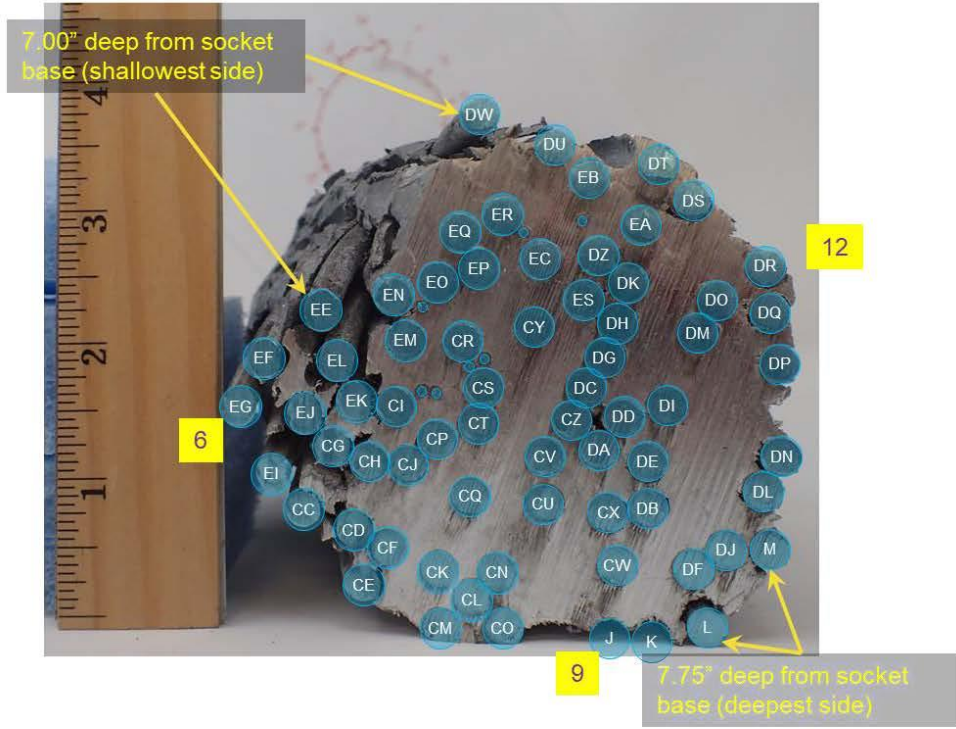 7.00” deep from socket
base (shallowest side)
4
DW
DU
EB
DT
DS
ER
3
EQ
EA
12
EC
DZ
DR
EP
EO
DK
EN
ES
DO
EE
DQ
DH
CY
DM
EM
CR
2
EF
EL
DG
DP
CS
DC
EK
CI
DI
EG
EJ
CZ
DD
CT
6
CG
CP
CH
CJ
CV
DA
DE
DN
EI
1
CQ
DL
CC
CU
CX
DB
CD
CF
DJ
M
CK
CN
CW
DF
CE
CL
CM
CO
J
K
L
9
7.75” deep from socket
base (deepest side)